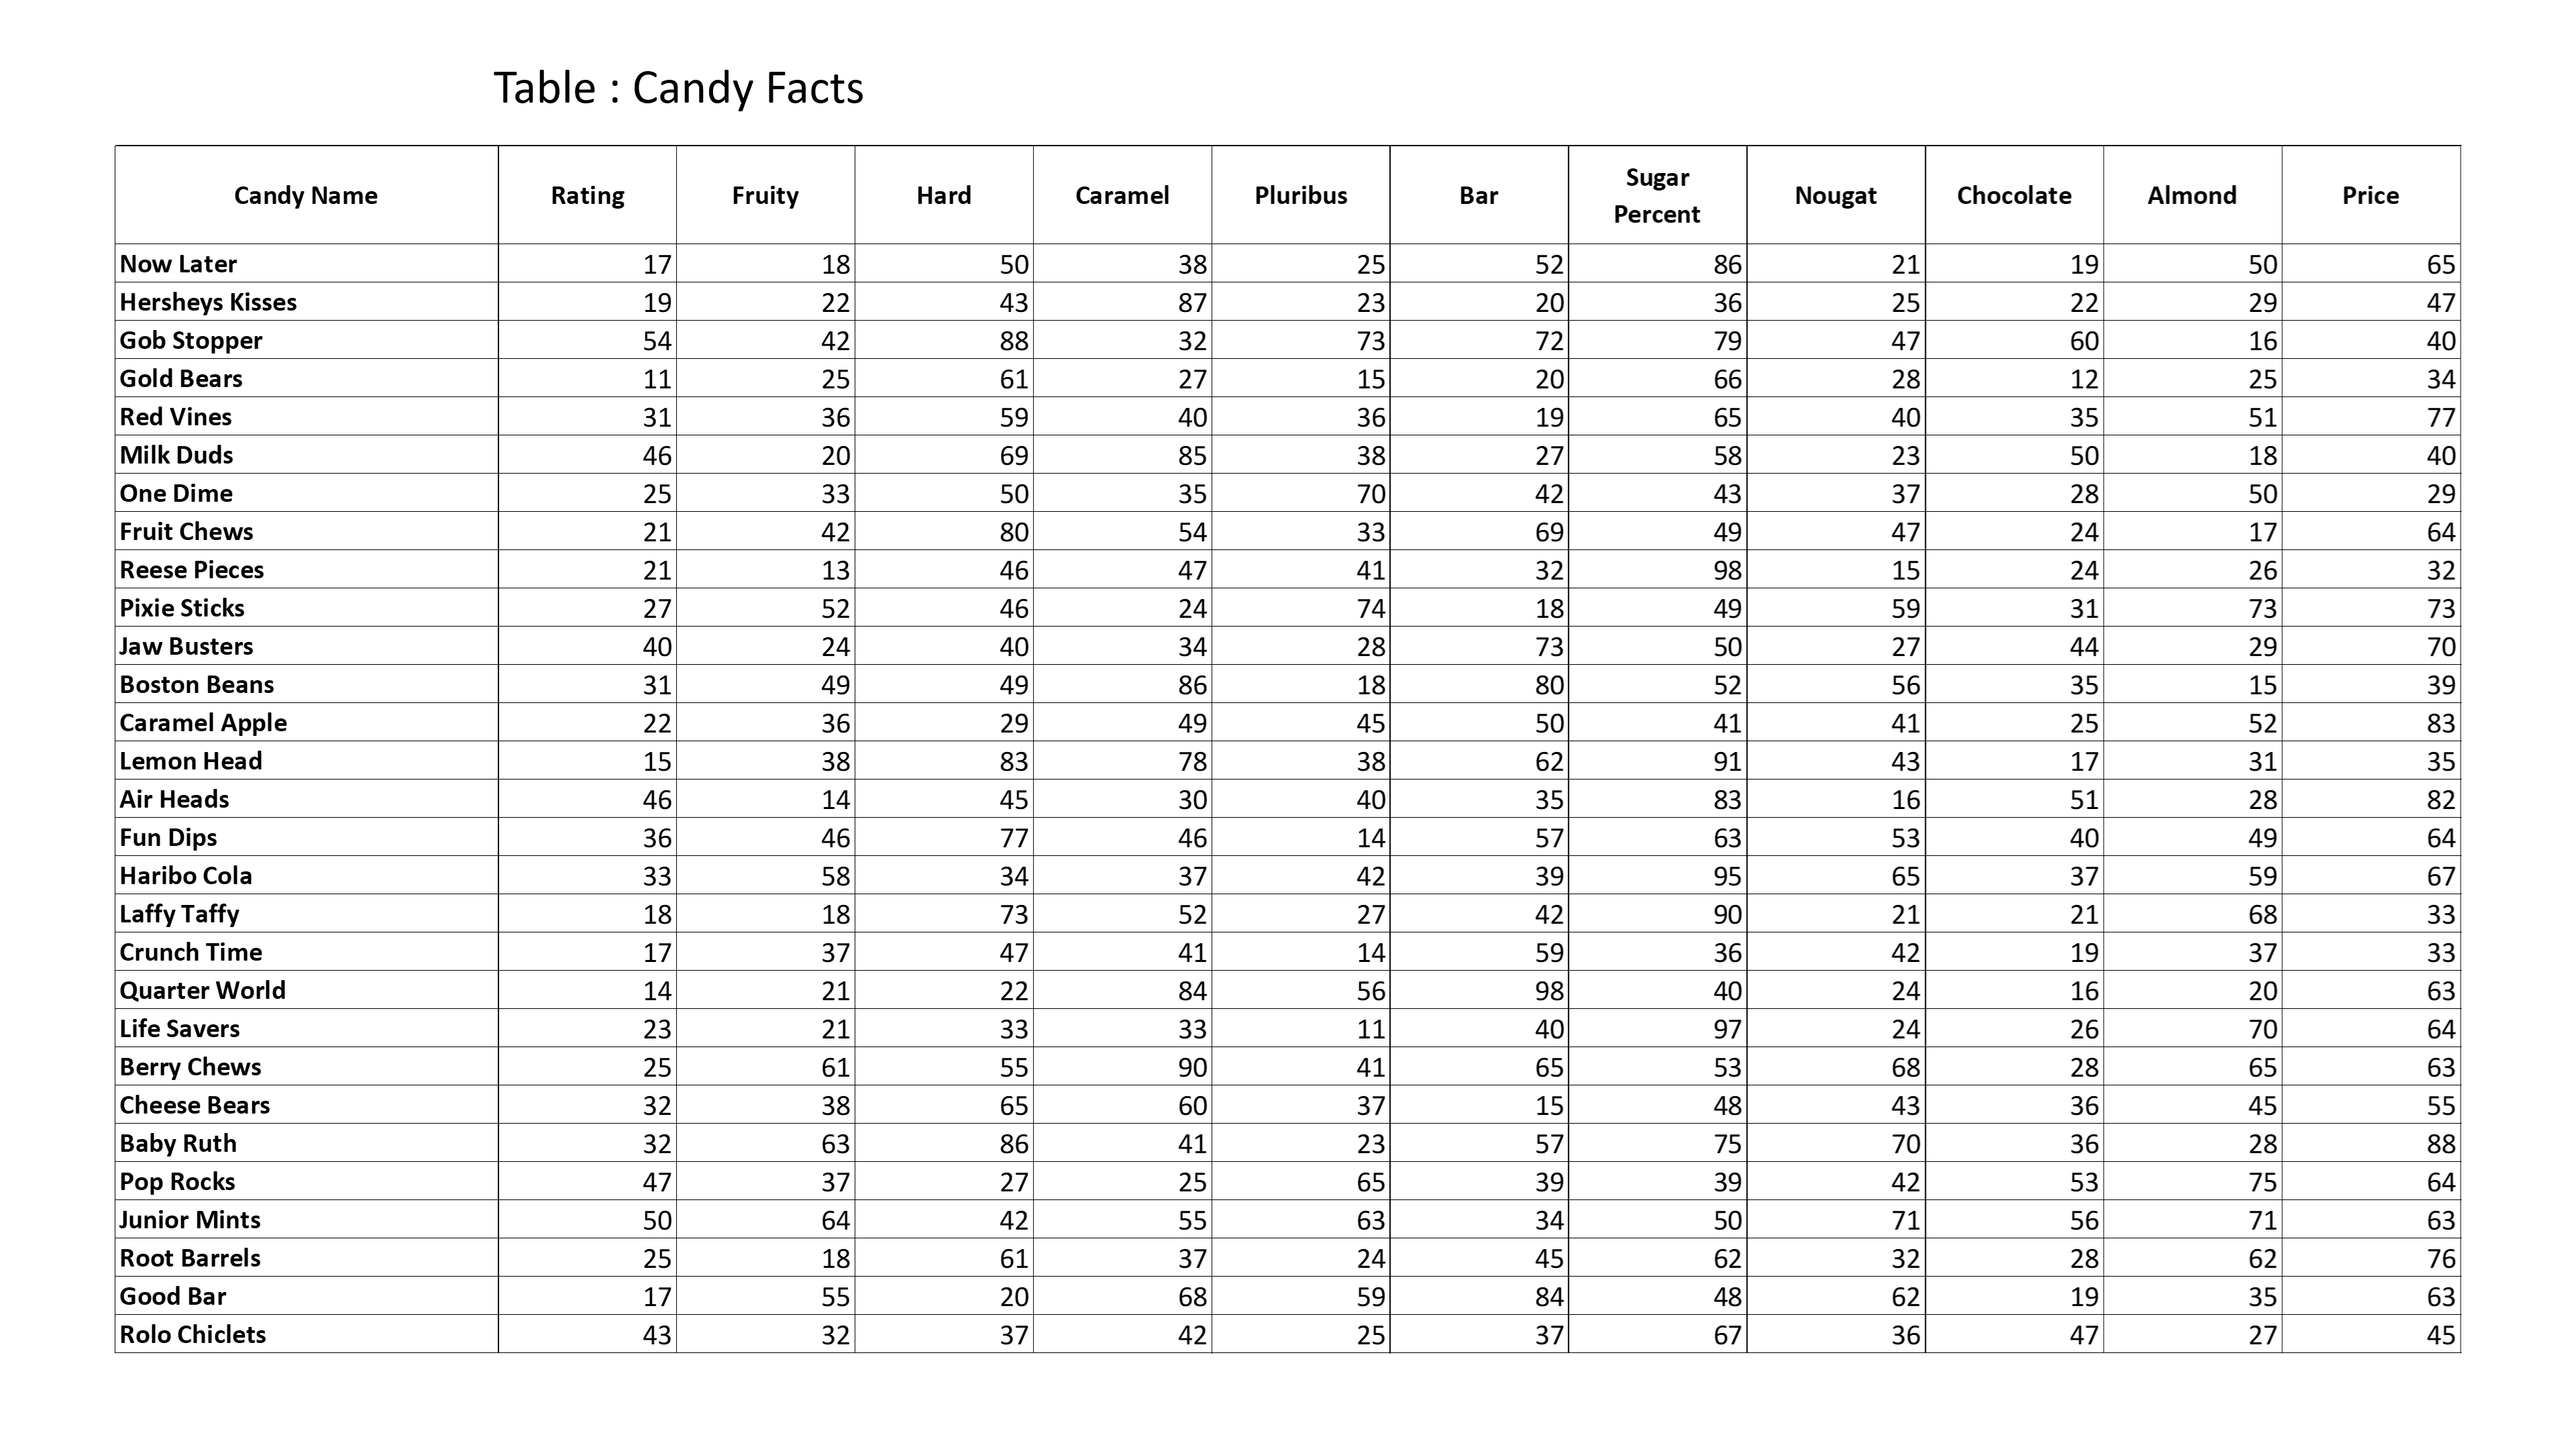 Table : Candy Facts
Candy Name Rating Fruity Hard Caramel Pluribus Bar Sugar Percent Nougat Chocolate Almond Price
Now Later 17 18 50 38 25 52 86 21 19 50 65
Hersheys Kisses 19 22 43 87 23 20 36 25 22 29 47
Gob Stopper 54 42 88 32 73 72 79 47 60 16 40
Gold Bears 11 25 61 27 15 20 66 28 12 25 34
Red Vines 31 36 59 40 36 19 65 40 35 51 77
Milk Duds 46 20 69 85 38 27 58 23 50 18 40
One Dime 25 33 50 35 70 42 43 37 28 50 29
Fruit Chews 21 42 80 54 33 69 49 47 24 17 64
Reese Pieces 21 13 46 47 41 32 98 15 24 26 32
Pixie Sticks 27 52 46 24 74 18 49 59 31 73 73
Jaw Busters 40 24 40 34 28 73 50 27 44 29 70
Boston Beans 31 49 49 86 18 80 52 56 35 15 39
Caramel Apple 22 36 29 49 45 50 41 41 25 52 83
Lemon Head 15 38 83 78 38 62 91 43 17 31 35
Air Heads 46 14 45 30 40 35 83 16 51 28 82
Fun Dips 36 46 77 46 14 57 63 53 40 49 64
Haribo Cola 33 58 34 37 42 39 95 65 37 59 67
Laffy Taffy 18 18 73 52 27 42 90 21 21 68 33
Crunch Time 17 37 47 41 14 59 36 42 19 37 33
Quarter World 14 21 22 84 56 98 40 24 16 20 63
Life Savers 23 21 33 33 11 40 97 24 26 70 64
Berry Chews 25 61 55 90 41 65 53 68 28 65 63
Cheese Bears 32 38 65 60 37 15 48 43 36 45 55
Baby Ruth 32 63 86 41 23 57 75 70 36 28 88
Pop Rocks 47 37 27 25 65 39 39 42 53 75 64
Junior Mints 50 64 42 55 63 34 50 71 56 71 63
Root Barrels 25 18 61 37 24 45 62 32 28 62 76
Good Bar 17 55 20 68 59 84 48 62 19 35 63
Rolo Chiclets 43 32 37 42 25 37 67 36 47 27 45